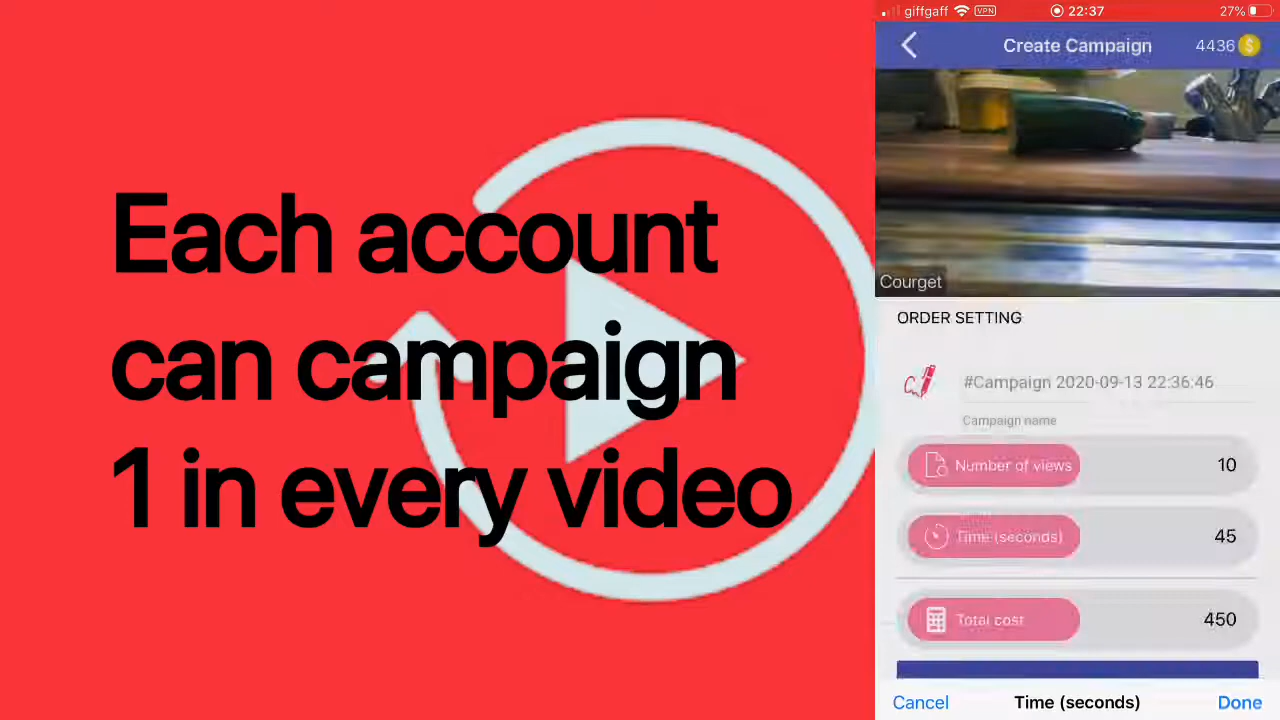 Each account
can campaign
1 in every video
giffgaff VPN 22:37 27%
Create Campaign 4436 $
Courget
ORDER SETTING
#Campaign 2020-09-13 22:36:46
Campaign name
Number of views 10
Time (seconds) 45
Total cost 450
Cancel Time (seconds) Done